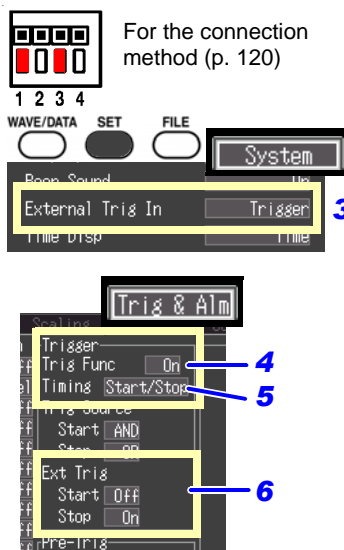 For the connection
method (p. 120)
1 2 3 4
WAVE/DATA SET FILE
System
Beep Sound On
External Trig In Trigger 3
Time Disp Time
Trig & Alm
Scaling
Trigger
Trig Func On 4
Timing Start/Stop 5
Trig Source
Start AND
Stop OR
Ext Trig
Start Off 6
Stop On
Pre-Trig